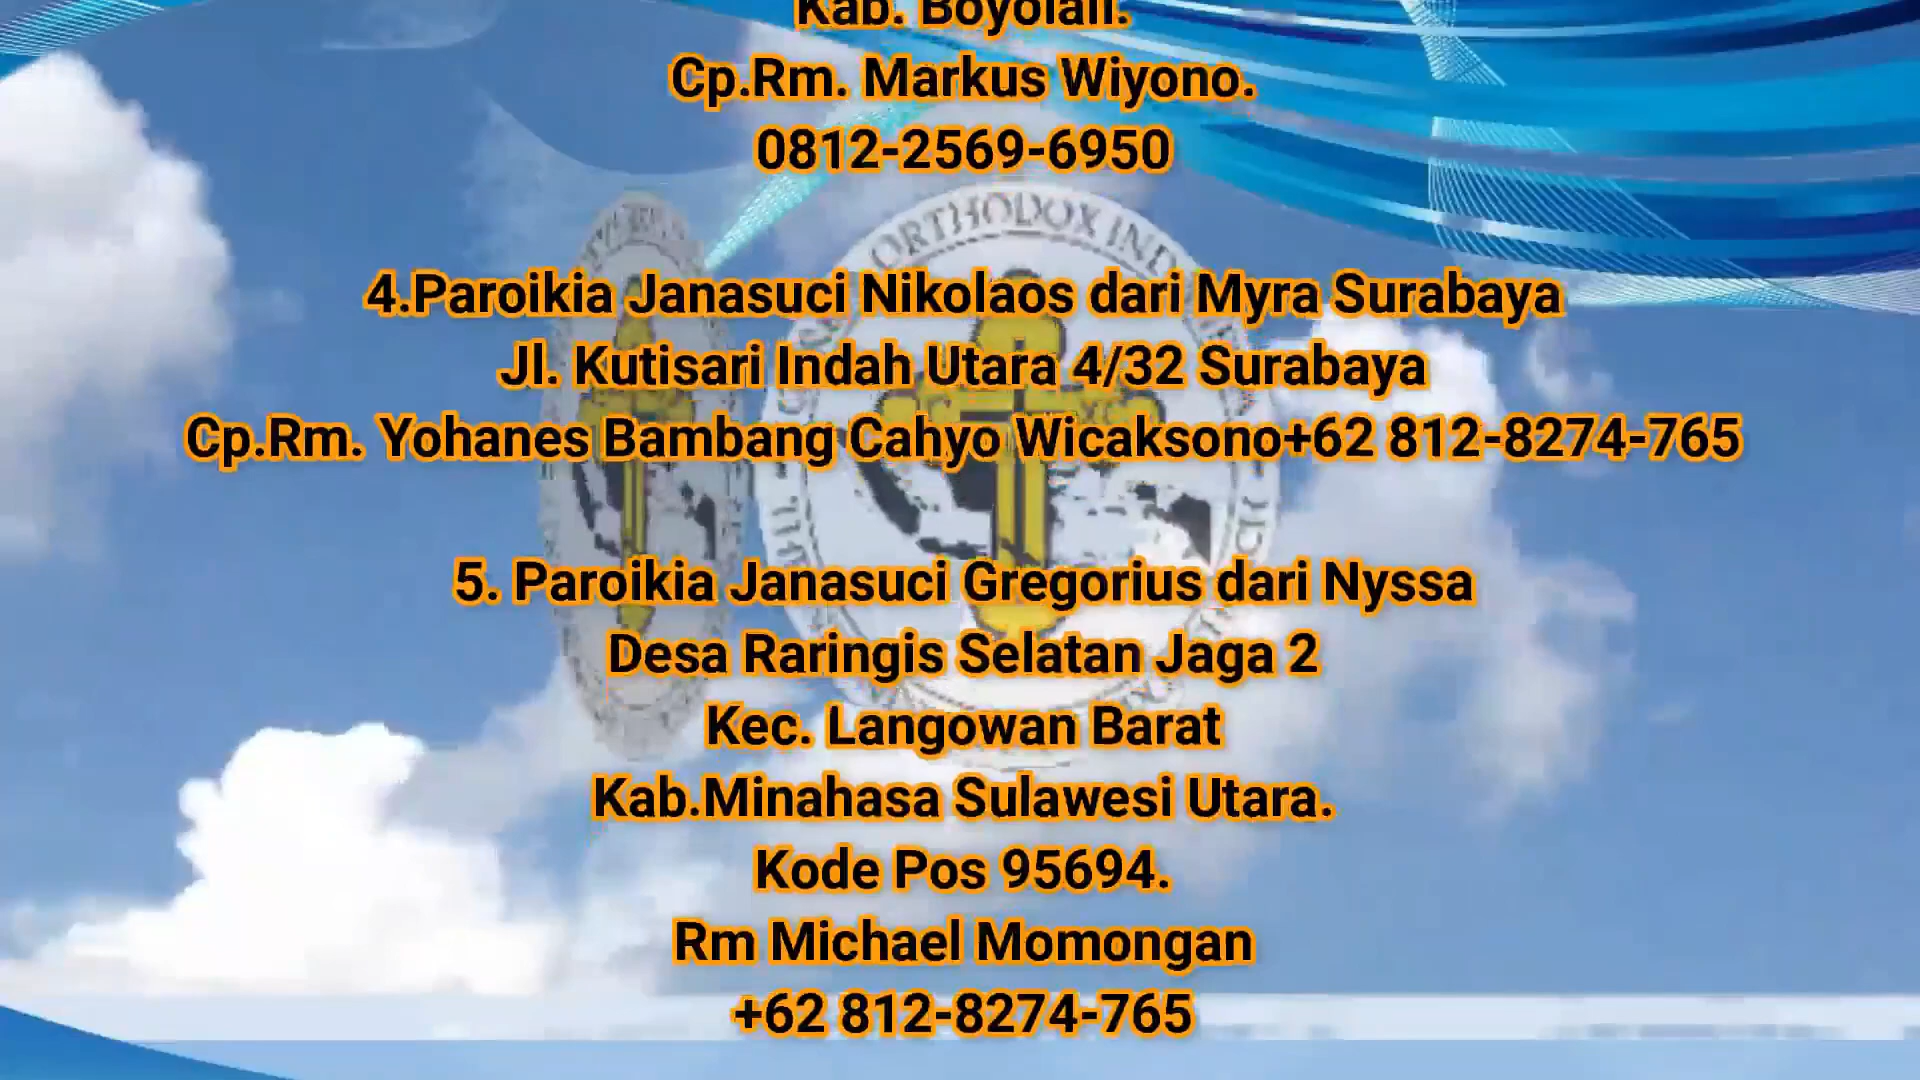 Kab. Boyolali.
Cp.Rm. Markus Wiyono.
0812-2569-6950
ORTHODOX
4.Paroikia Janasuci Nikolaos dari Myra Surabaya
Jl. Kutisari Indah Utara 4/32 Surabaya
Cp.Rm. Yohanes Bambang Cahyo Wicaksono+62 812-8274-765
5. Paroikia Janasuci Gregorius dari Nyssa
Desa Raringis Selatan Jaga 2
Kec. Langowan Barat
Kab.Minahasa Sulawesi Utara.
Kode Pos 95694.
Rm Michael Momongan
+62 812-8274-765